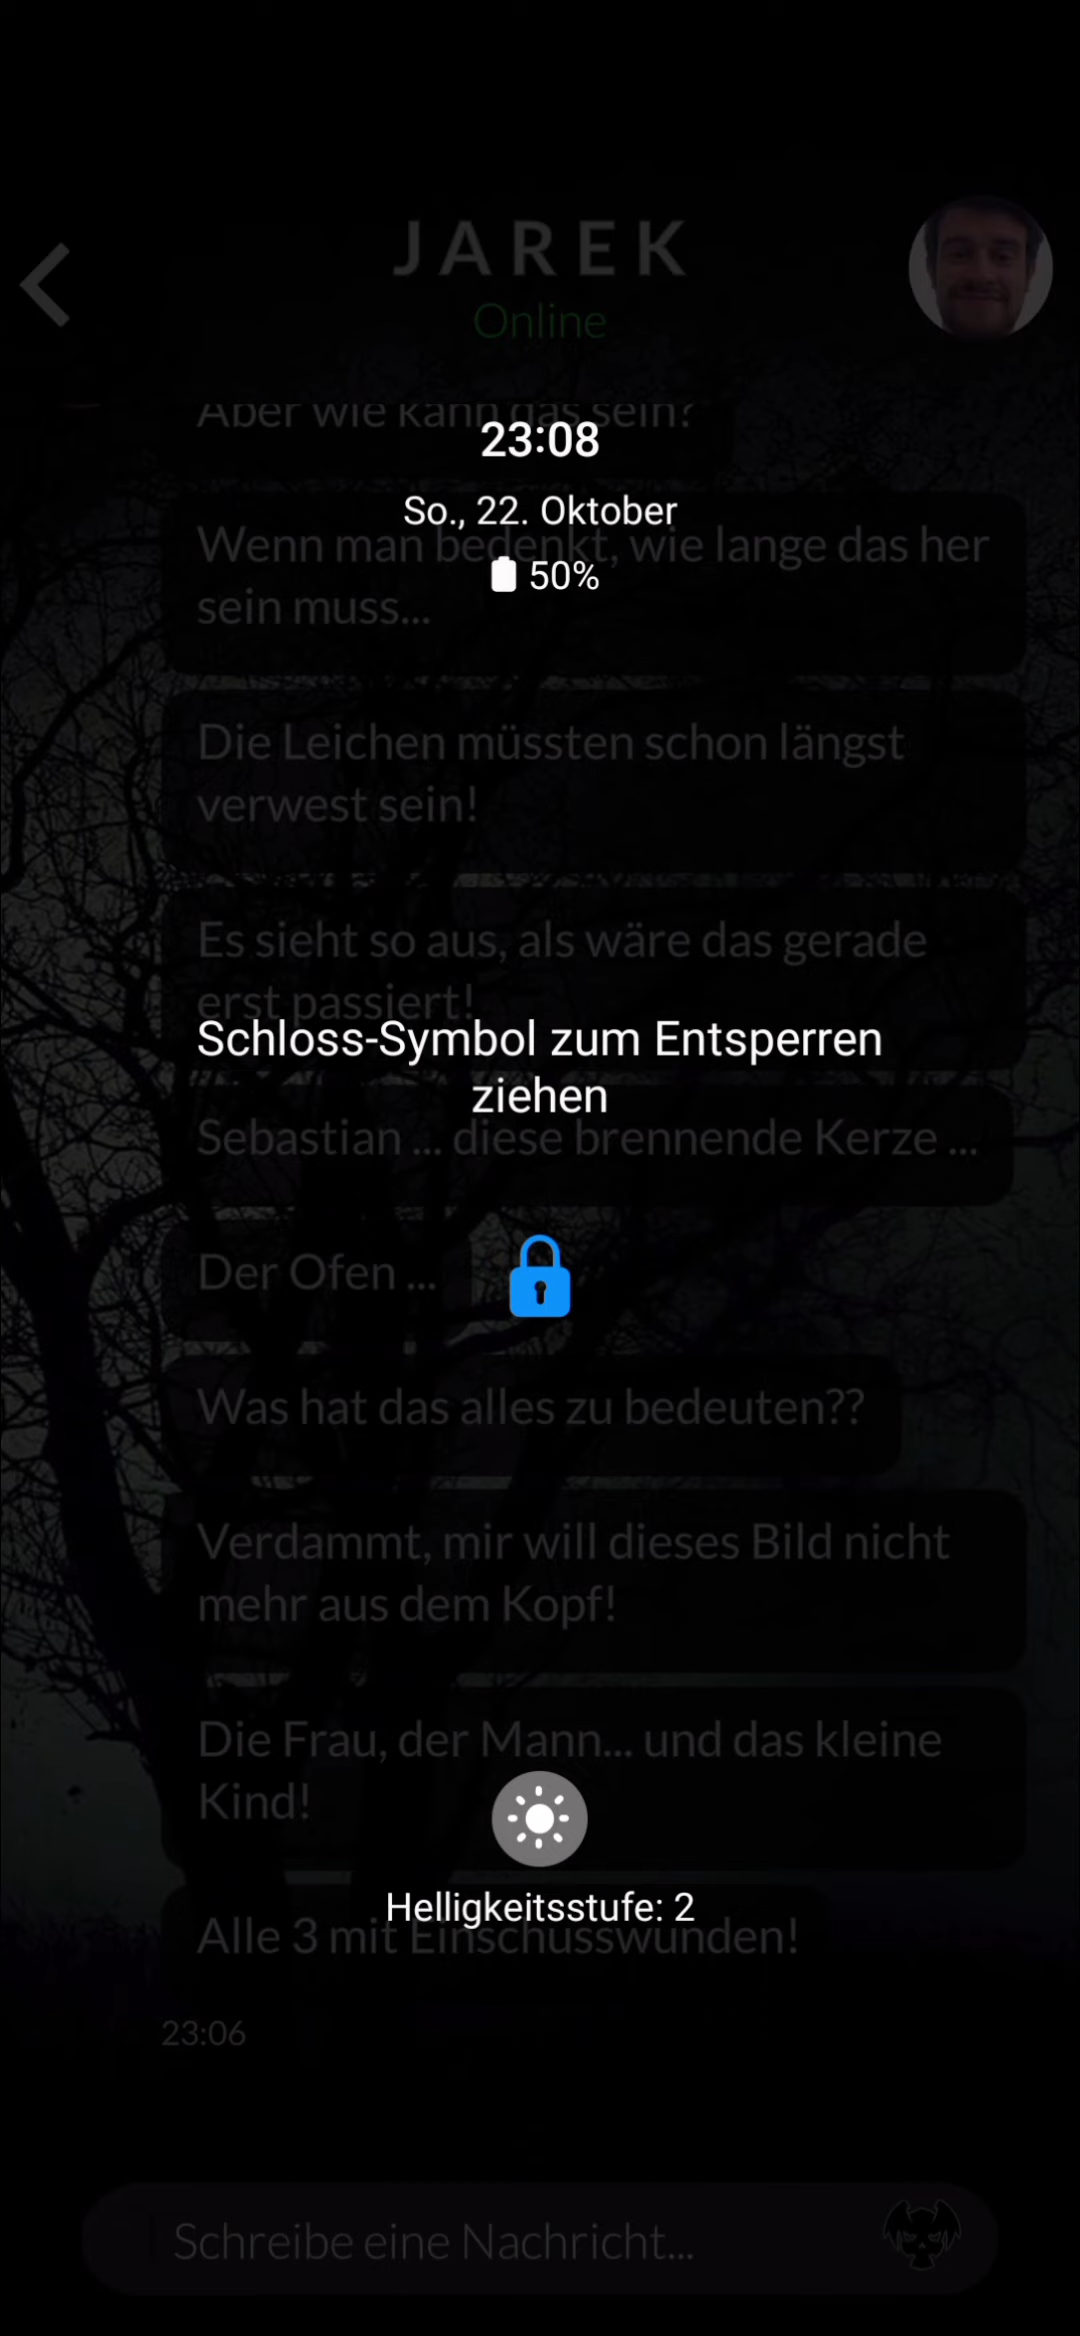 JAREK
Online
Aber wie kann das sein?
23:08
So., 22. Oktober
Wenn man bedenkt, wie lange das her
50%
sein muss...
Die Leichen müssten schon längst
verwest sein!
Es sieht so aus, als wäre das gerade
erst passiert!
Schloss-Symbol zum Entsperren
ziehen
Sebastian ... diese brennende Kerze ...
Der Ofen ...
Was hat das alles zu bedeuten??
Verdammt, mir will dieses Bild nicht
mehr aus dem Kopf!
Die Frau, der Mann... und das kleine
Kind!
Helligkeitsstufe: 2
Alle 3 mit Einschusswunden!
23:06
Schreibe eine Nachricht...